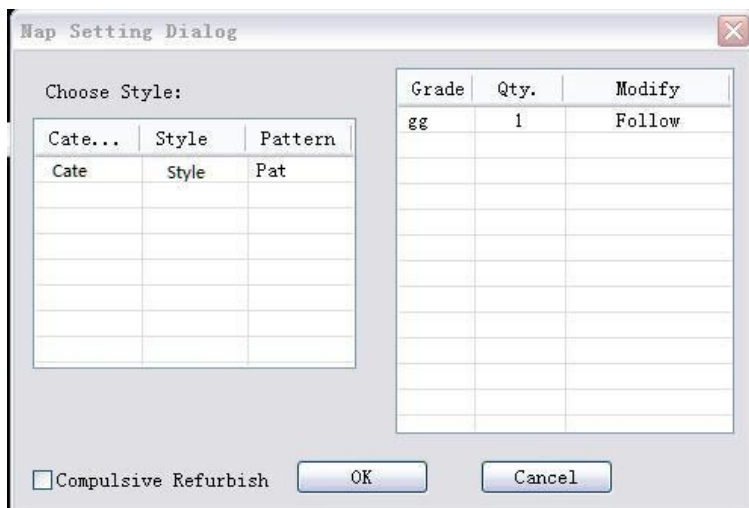 Nap Setting Dialog
Choose Style:
Cate... Style Pattern
Cate Style Pat
Grade Qty. Modify
gg 1 Follow
Compulsive Refurbish OK Cancel